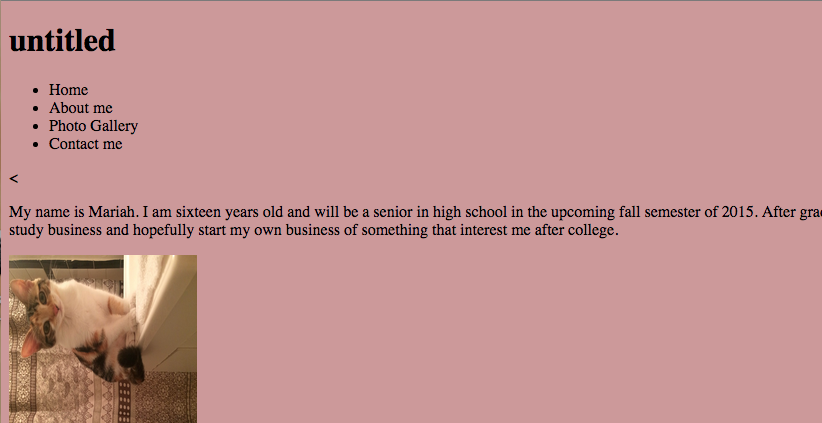 untitled
Home
About me
Photo Gallery
Contact me
<
My name is Mariah. I am sixteen years old and will be a senior in high school in the upcoming fall semester of 2015. After
study business and hopefully start my own business of something that interest me after college.